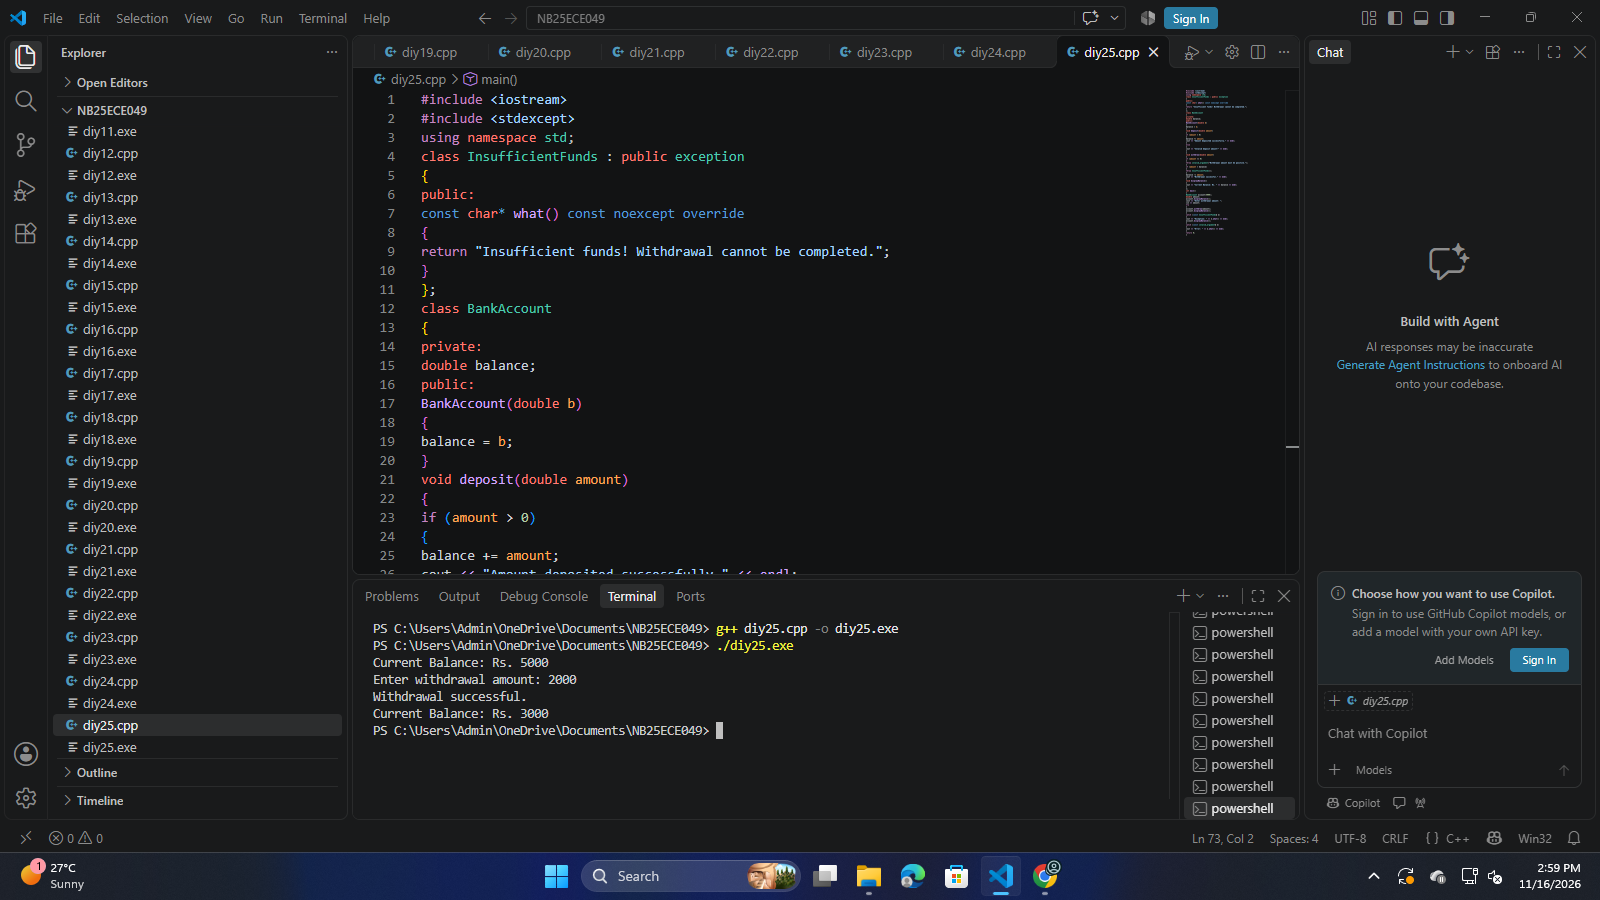 File Edit Selection View Go Run Terminal Help
NB25ECE049
Sign In
Explorer
Open Editors
NB25ECE049
diy11.exe
diy12.cpp
diy12.exe
diy13.cpp
diy13.exe
diy14.cpp
diy14.exe
diy15.cpp
diy15.exe
diy16.cpp
diy16.exe
diy17.cpp
diy17.exe
diy18.cpp
diy18.exe
diy19.cpp
diy19.exe
diy20.cpp
diy20.exe
diy21.cpp
diy21.exe
diy22.cpp
diy22.exe
diy23.cpp
diy23.exe
diy24.cpp
diy24.exe
diy25.cpp
diy25.exe
Outline
Timeline
diy19.cpp diy20.cpp diy21.cpp diy22.cpp diy23.cpp diy24.cpp diy25.cpp
diy25.cpp > main()
1 #include <iostream>
2 #include <stdexcept>
3 using namespace std;
4 class InsufficientFunds : public exception
5 {
6 public:
7 const char* what() const noexcept override
8 {
9 return "Insufficient funds! Withdrawal cannot be completed.";
10 }
11 };
12 class BankAccount
13 {
14 private:
15 double balance;
16 public:
17 BankAccount(double b)
18 {
19 balance = b;
20 }
21 void deposit(double amount)
22 {
23 if (amount > 0)
24 {
25 balance += amount;
26 cout << "Amount deposited successfully." << endl;
Problems Output Debug Console Terminal Ports
PS C:\Users\Admin\OneDrive\Documents\NB25ECE049> g++ diy25.cpp -o diy25.exe
PS C:\Users\Admin\OneDrive\Documents\NB25ECE049> ./diy25.exe
Current Balance: Rs. 5000
Enter withdrawal amount: 2000
Withdrawal successful.
Current Balance: Rs. 3000
PS C:\Users\Admin\OneDrive\Documents\NB25ECE049>
powershell
powershell
powershell
powershell
powershell
powershell
powershell
powershell
powershell
powershell
Chat
Build with Agent
AI responses may be inaccurate
Generate Agent Instructions to onboard AI
onto your codebase.
Choose how you want to use Copilot.
Sign in to use GitHub Copilot models, or
add a model with your own API key.
Add Models Sign In
diy25.cpp
Chat with Copilot
Models
Copilot
0 0
Ln 73, Col 2 Spaces: 4 UTF-8 CRLF {} C++ Win32
1
27°C
Sunny
Search
2:59 PM
11/16/2026